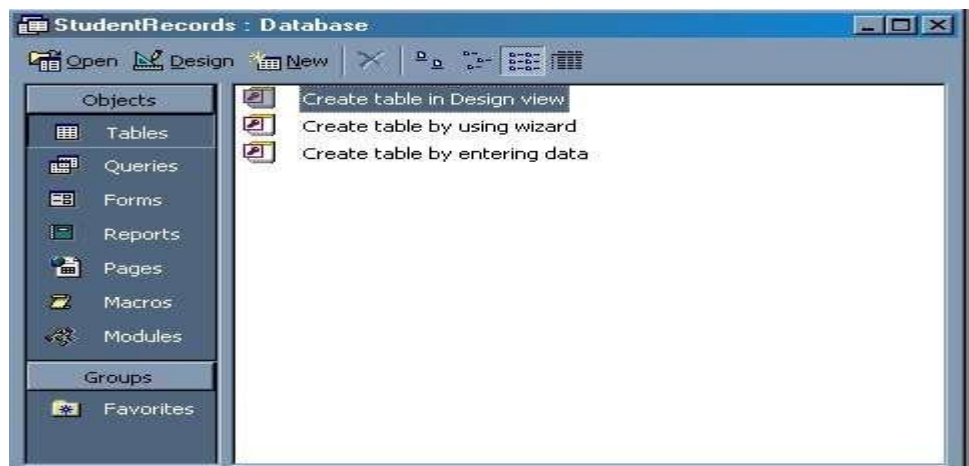 StudentRecords : Database
Open Design New
Objects
Tables
Queries
Forms
Reports
Pages
Macros
Modules
Groups
Favorites
Create table in Design view
Create table by using wizard
Create table by entering data